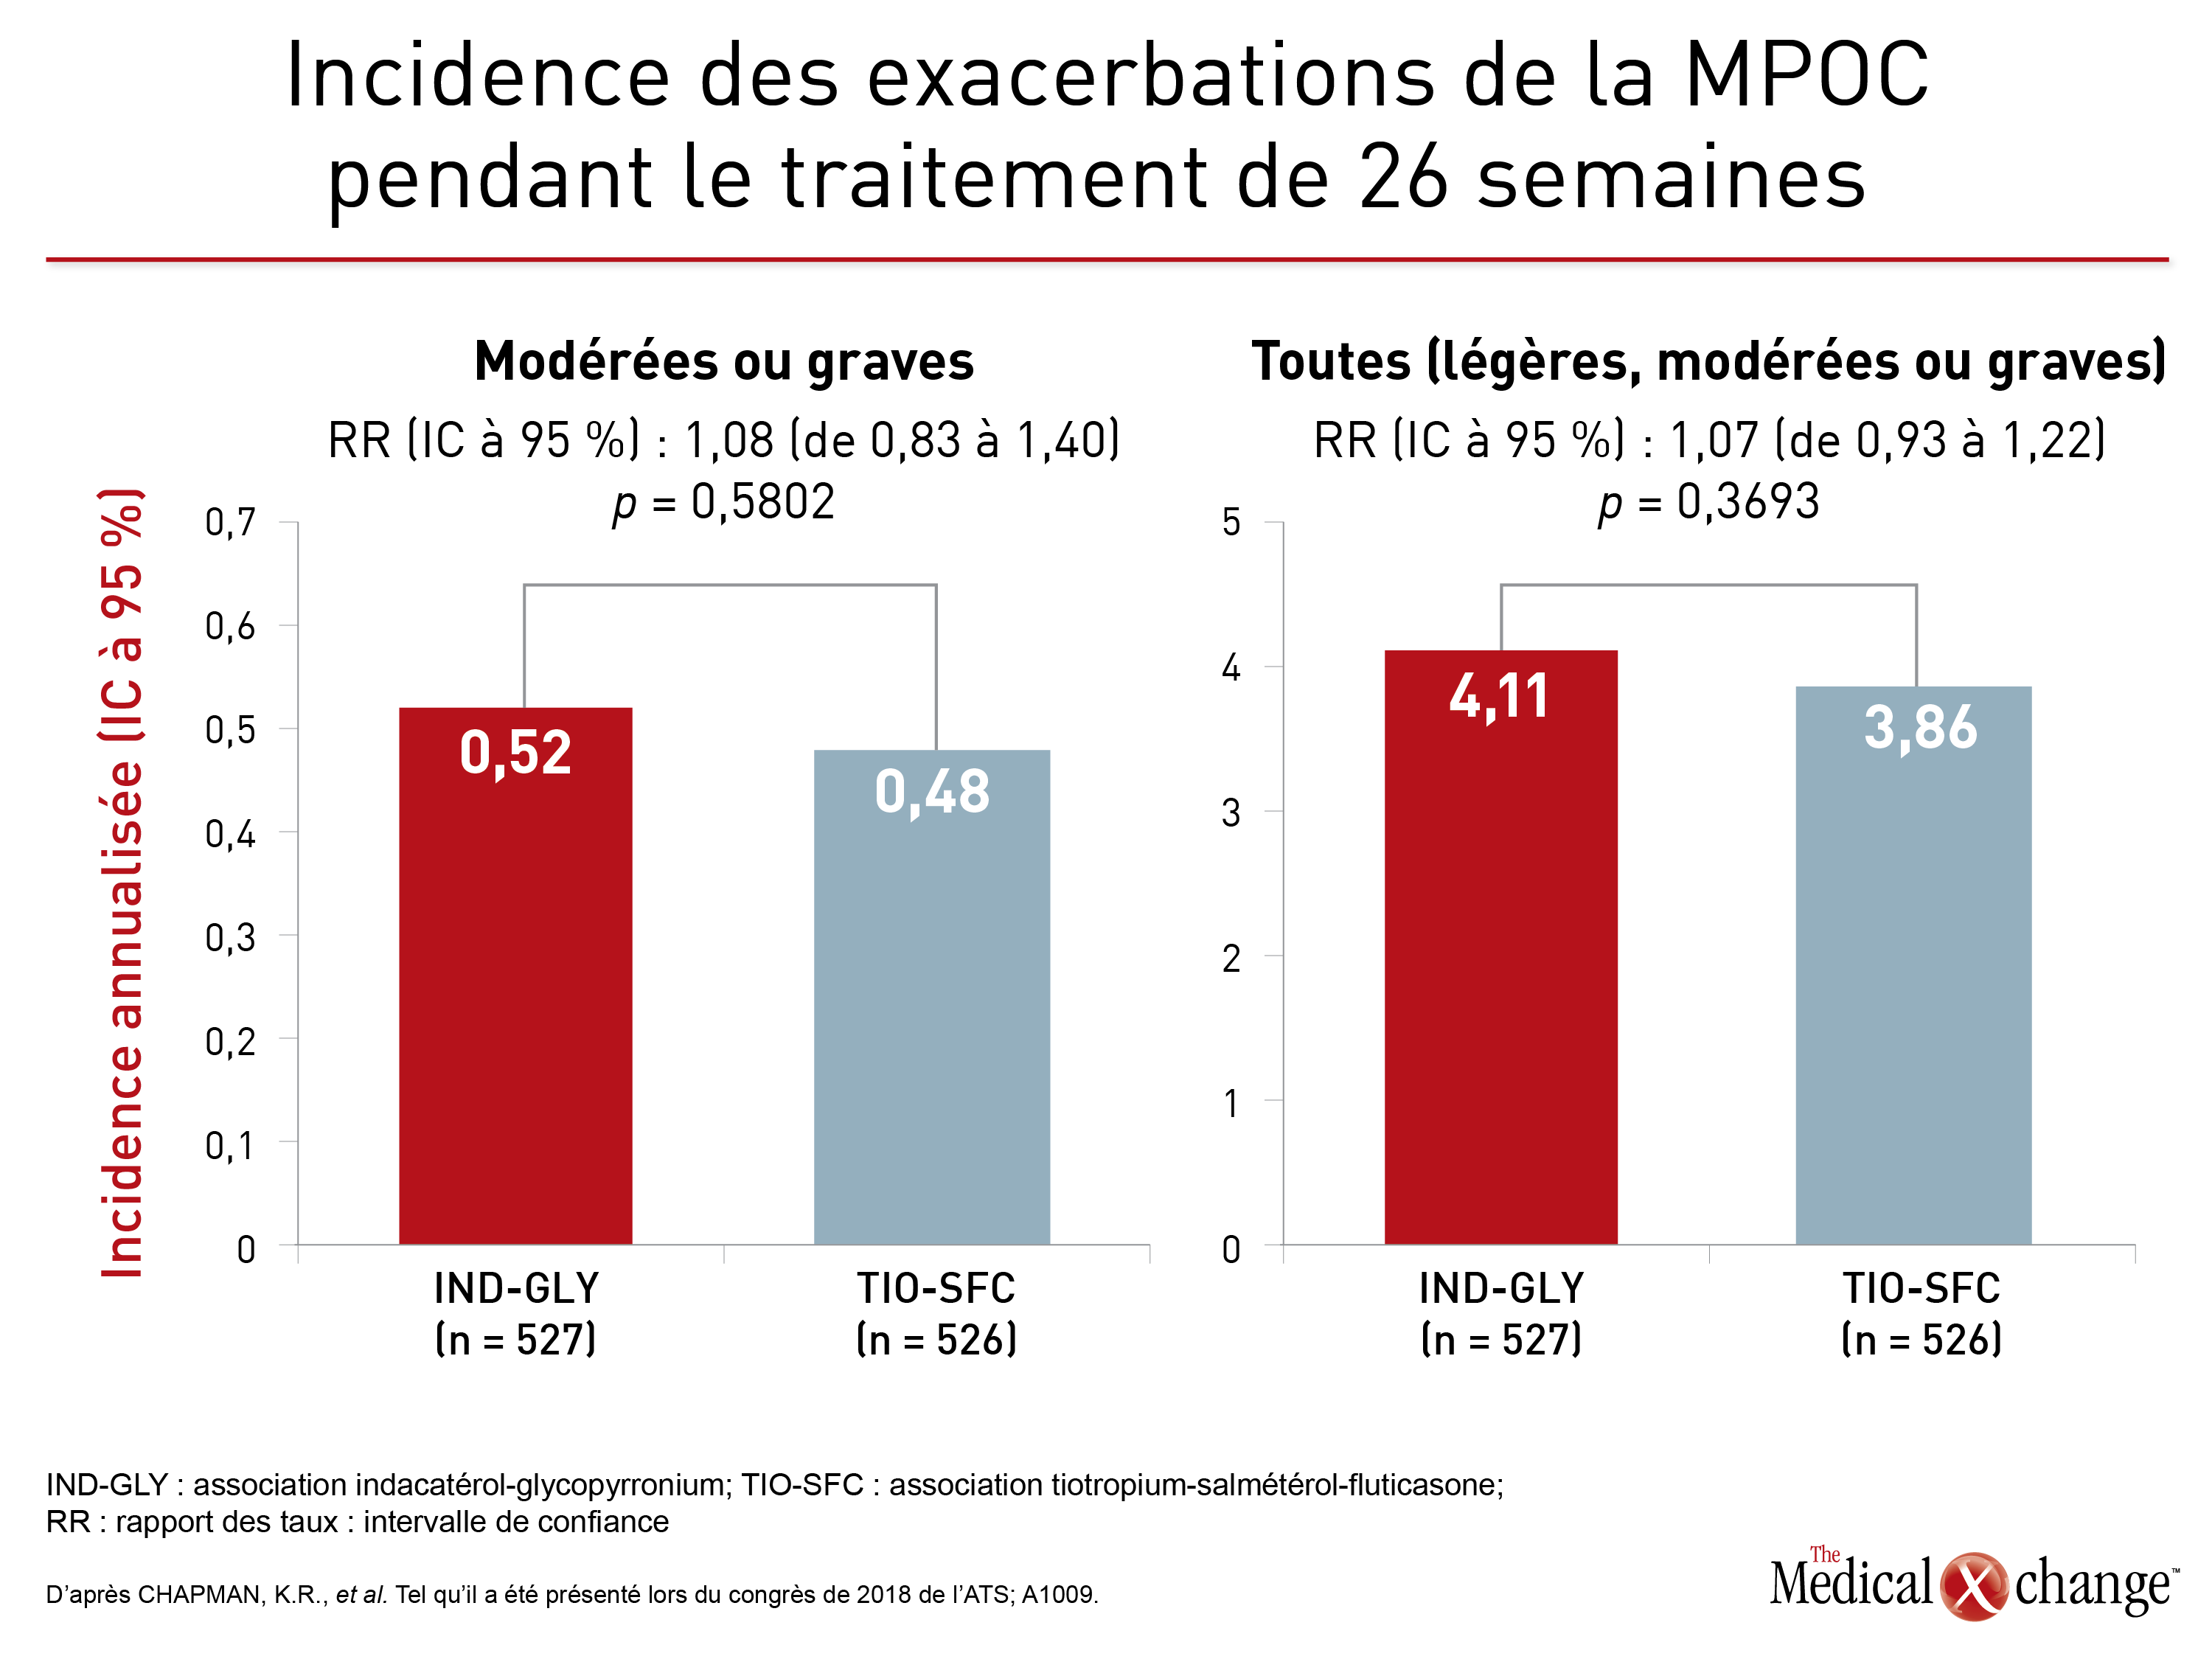 Incidence des exacerbations de la MPOC
pendant le traitement de 26 semaines
Modérées ou graves
RR (IC à 95 %) : 1,08 (de 0,83 à 1,40)
p = 0,5802
Incidence annualisée (IC à 95 %)
0,7
0,6
0,5
0,4
0,3
0,2
0,1
0
0,52
0,48
IND-GLY
(n = 527)
TIO-SFC
(n = 526)
Toutes (légères, modérées ou graves)
RR (IC à 95 %) : 1,07 (de 0,93 à 1,22)
p = 0,3693
5
4
3
2
1
0
4,11
3,86
IND-GLY
(n = 527)
TIO-SFC
(n = 526)
IND-GLY : association indacatérol-glycopyrronium; TIO-SFC : association tiotropium-salmétérol-fluticasone;
RR : rapport des taux : intervalle de confiance
D’après CHAPMAN, K.R., et al. Tel qu’il a été présenté lors du congrès de 2018 de l’ATS; A1009.
The
Medical X change™